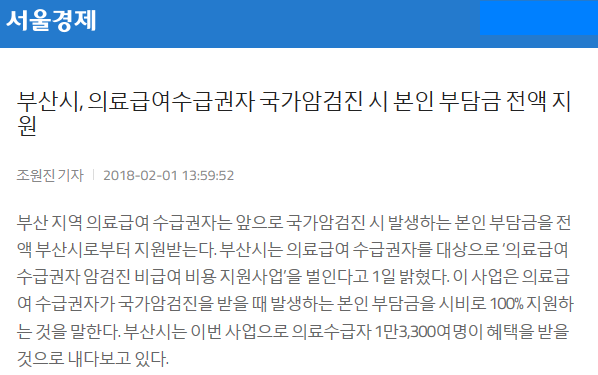 서울경제
부산시, 의료급여수급권자 국가암검진 시 본인 부담금 전액 지
원
조원진 기자 2018-02-01 13:59:52
부산 지역 의료급여 수급권자는 앞으로 국가암검진 시 발생하는 본인 부담금을 전
액 부산시로부터 지원받는다. 부산시는 의료급여 수급권자를 대상으로 ‘의료급여
수급권자 암검진 비급여 비용 지원사업’을 벌인다고 1일 밝혔다. 이 사업은 의료급
여 수급권자가 국가암검진을 받을 때 발생하는 본인 부담금을 시비로 100% 지원하
는 것을 말한다. 부산시는 이번 사업으로 의료수급자 1만3,300여명이 혜택을 받을
것으로 내다보고 있다.